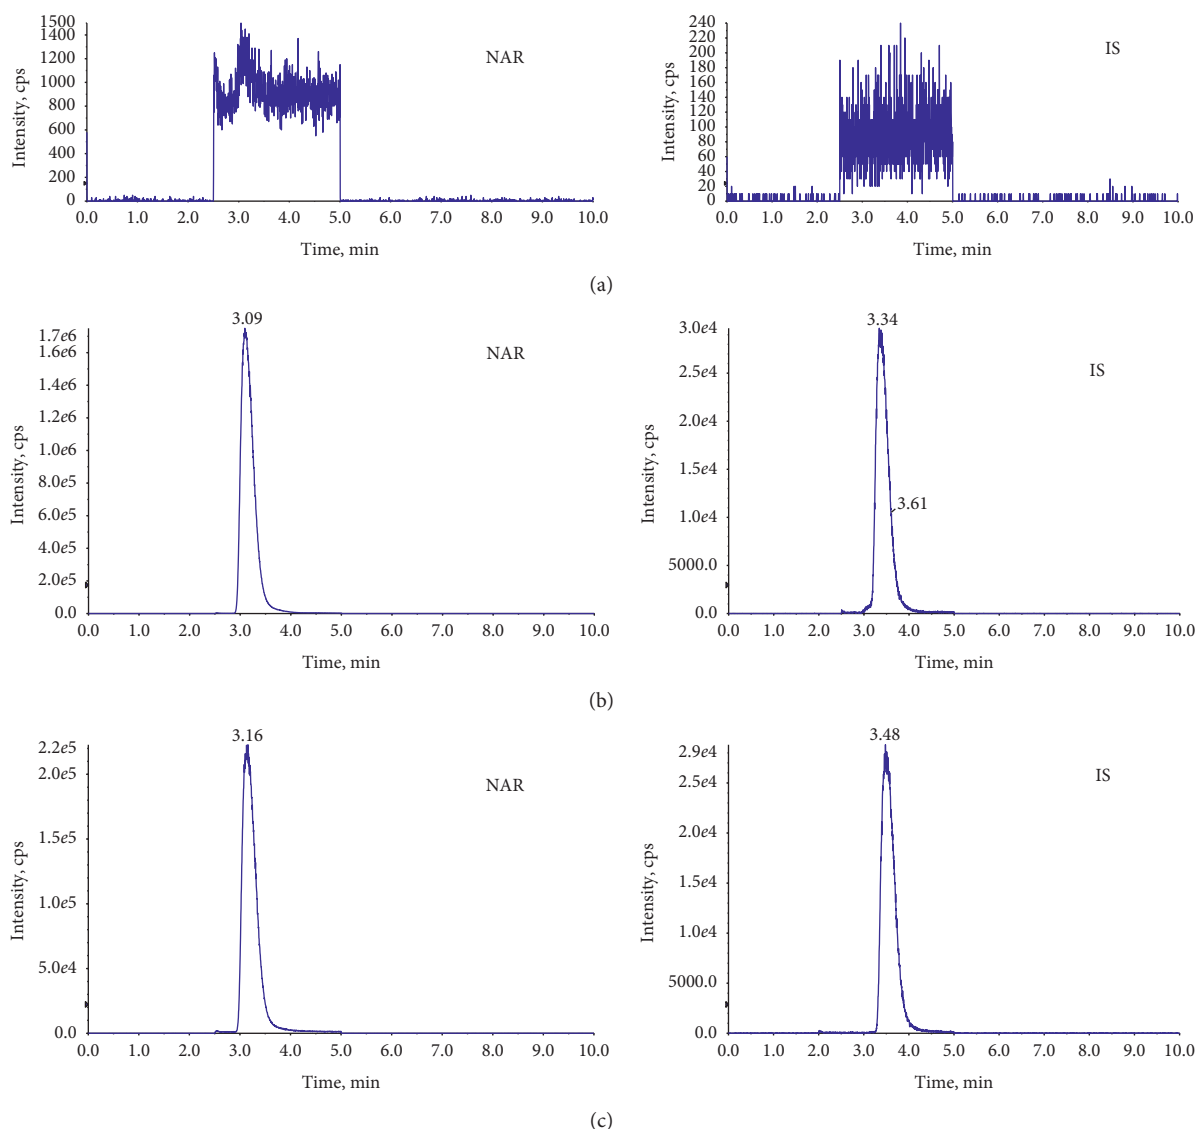 1500
1400
1200
1000
800
600
400
200
0
Intensity, cps
NAR
0.0 1.0 2.0 3.0 4.0 5.0 6.0 7.0 8.0 9.0 10.0
Time, min
240
220
200
180
160
140
120
100
80
60
40
20
0
Intensity, cps
IS
0.0 1.0 2.0 3.0 4.0 5.0 6.0 7.0 8.0 9.0 10.0
Time, min
(a)
3.09
1.7e6
1.6e6
1.4e6
1.2e6
1.0e6
8.0e5
6.0e5
4.0e5
2.0e5
0.0
Intensity, cps
NAR
0.0 1.0 2.0 3.0 4.0 5.0 6.0 7.0 8.0 9.0 10.0
Time, min
3.34
3.0e4
2.5e4
2.0e4
1.5e4
1.0e4
5000.0
0.0
Intensity, cps
IS
3.61
0.0 1.0 2.0 3.0 4.0 5.0 6.0 7.0 8.0 9.0 10.0
Time, min
(b)
3.16
2.2e5
2.0e5
1.5e5
1.0e5
5.0e4
0.0
Intensity, cps
NAR
0.0 1.0 2.0 3.0 4.0 5.0 6.0 7.0 8.0 9.0 10.0
Time, min
3.48
2.9e4
2.5e4
2.0e4
1.5e4
1.0e4
5000.0
0.0
Intensity, cps
IS
0.0 1.0 2.0 3.0 4.0 5.0 6.0 7.0 8.0 9.0 10.0
Time, min
(c)